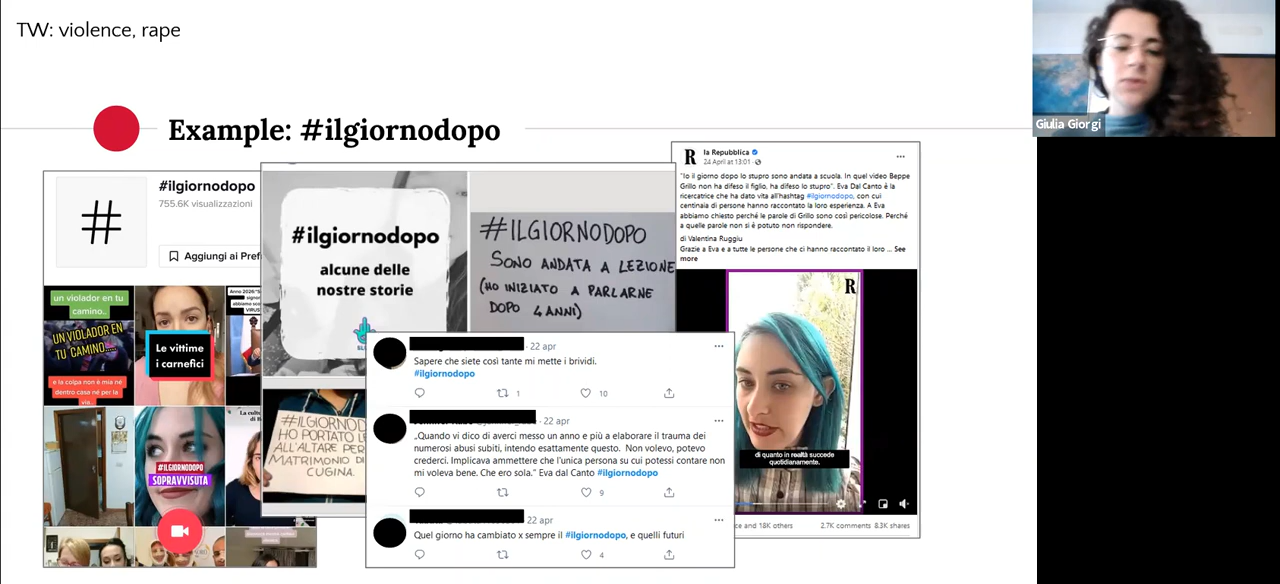 TW: violence, rape
Giulia Giorgi
Example: #ilgiornodopo
#ilgiornodopo
755.6K visualizzazioni
Aggiungi ai Prefi
un violador en tu
camino..
UN VIOLADOR EN
TU CAMINO...
e la colpa non è mia né
dentro casa né per la
via..
Le vittime
i carnefici
VIRUS
#ILGIORNODOPO
SOPRAVVISUTA
#ilgiornodopo
alcune delle
nostre storie
#ILGIORNODOPO
SONO ANDATA A LEZIONE
(HO INIZIATO A PARLARNE
DOPO 4 ANNI)
#ILGIORNOD
HO PORTATO LE
ALL'ALTARE PER
MATRIMONIO DI
CUGINA.
22 apr
Sapere che siete così tante mi mette i brividi.
#ilgiornodopo
1
10
· 22 apr
„Quando vi dico di averci messo un anno e più a elaborare il trauma dei
numerosi abusi subiti, intendo esattamente questo. Non volevo, potevo
crederci. Implicava ammettere che l'unica persona su cui potessi contare non
mi voleva bene. Che ero sola.” Eva dal Canto #ilgiornodopo
9
22 apr
Quel giorno ha cambiato x sempre il #ilgiornodopo, e quelli futuri
4
R
la Repubblica
24 April at 13:01 ·
"Io il giorno dopo lo stupro sono andata a scuola. In quel video Beppe
Grillo non ha difeso il figlio, ha difeso lo stupro". Eva Dal Canto è la
ricercatrice che ha dato vita all'hashtag #ilgiornodopo, con cui
centinaia di persone hanno raccontato la loro esperienza. A Eva
abbiamo chiesto perché le parole di Grillo sono così pericolose. Perché
a quelle parole non si è potuto non rispondere.
di Valentina Ruggiu
Grazie a Eva e a tutte le persone che ci hanno raccontato il loro ... See
more
R
di quanto in realtà succede
quotidianamente.
ce and 18K others
2.7K comments 8.3K shares